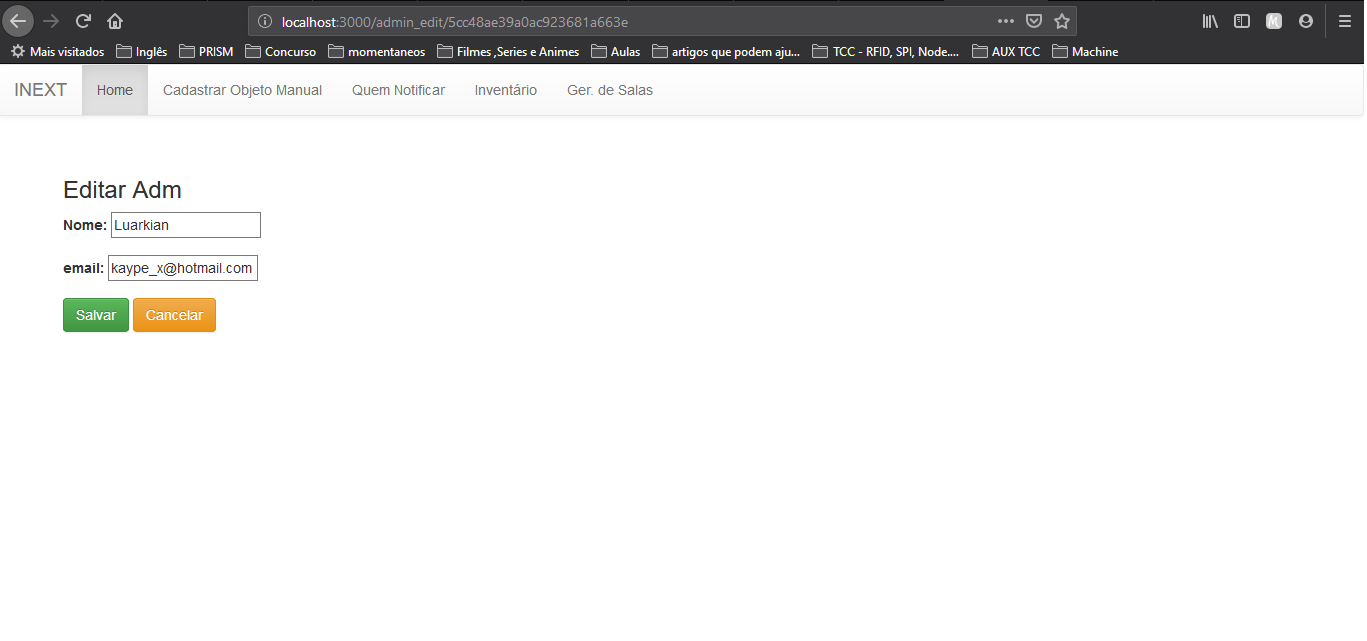 localhost:3000/admin_edit/5cc48ae39a0ac923681a663e
Mais visitados Inglês PRISM Concurso momentaneos Filmes ,Series e Animes Aulas artigos que podem aju... TCC - RFID, SPI, Node.... AUX TCC Machine
INEXT Home Cadastrar Objeto Manual Quem Notificar Inventário Ger. de Salas
Editar Adm
Nome: Luarkian
email: kaype_x@hotmail.com
Salvar Cancelar